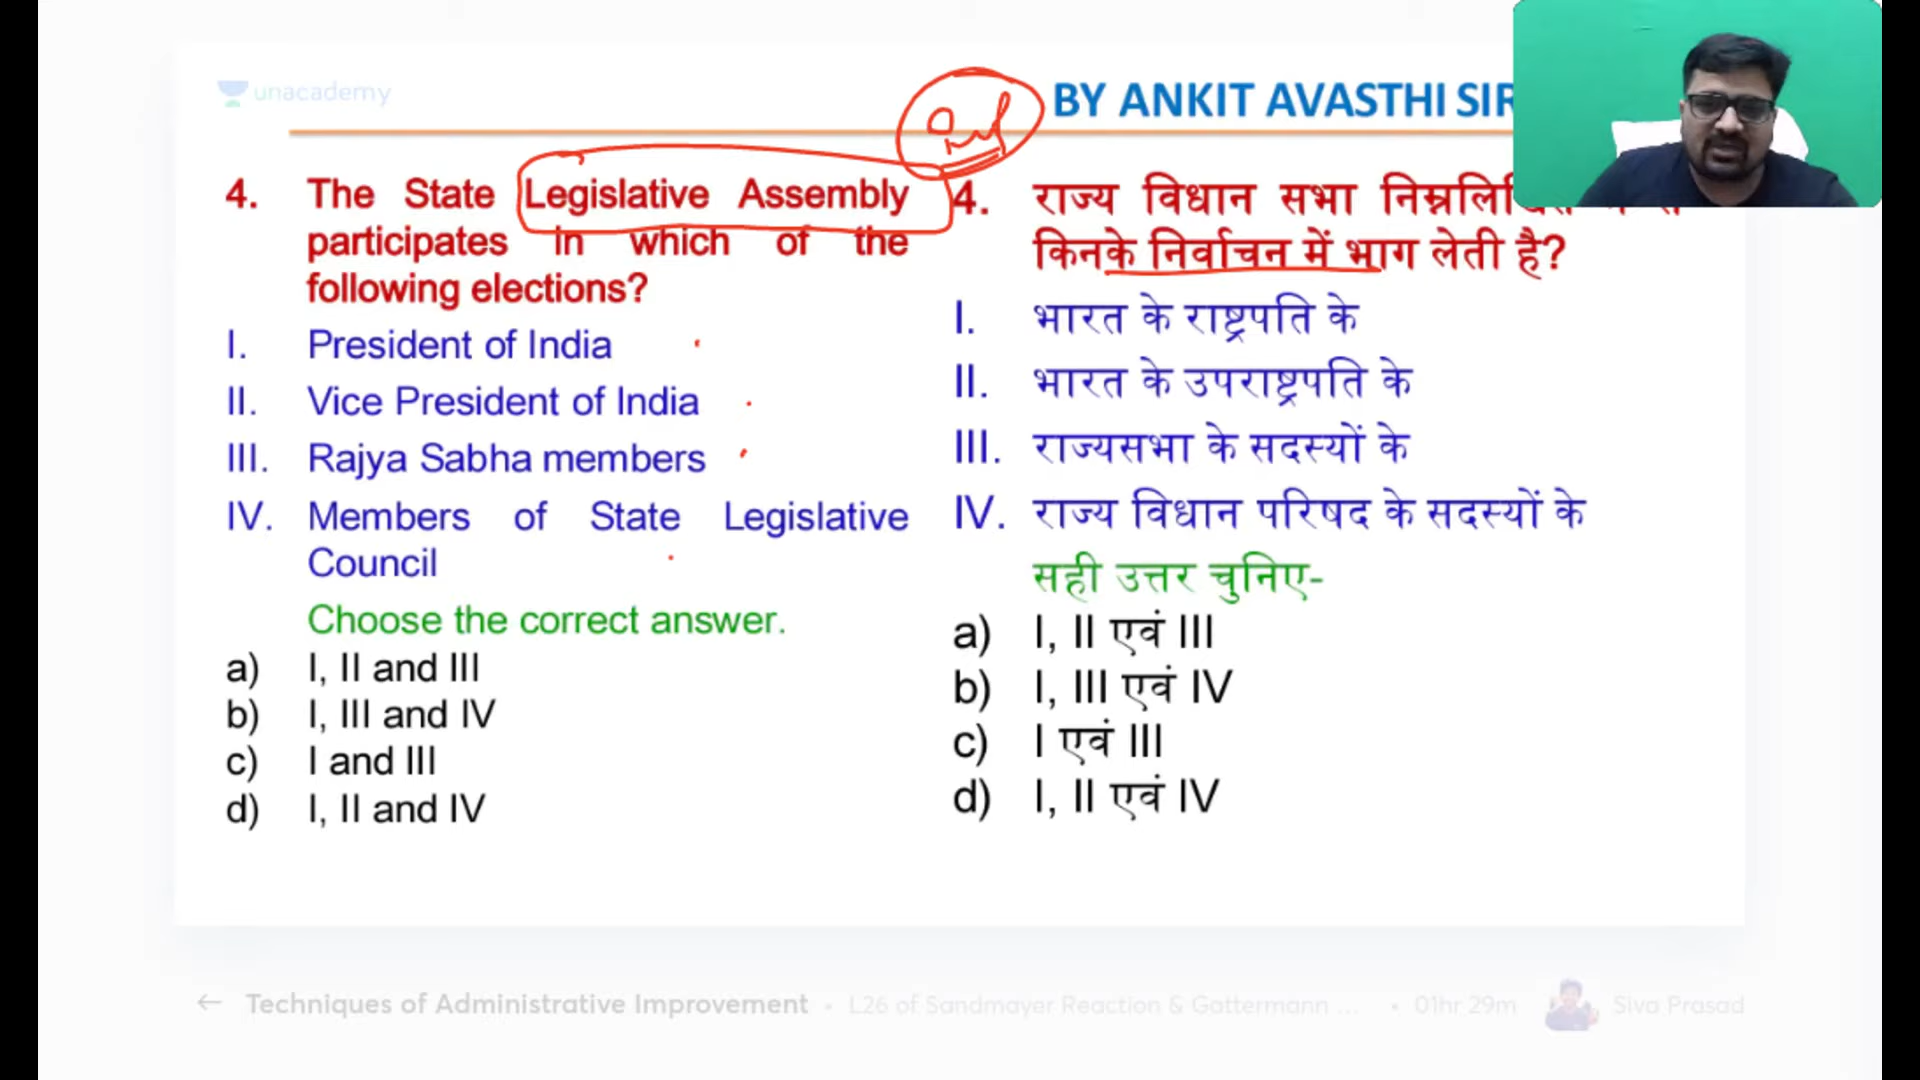 unacademy
BY ANKIT AVASTHI SIR
4. The State Legislative Assembly
participates in which of the
following elections?
I. President of India
II. Vice President of India
III. Rajya Sabha members
IV. Members of State Legislative
Council
Choose the correct answer.
a) I, II and III
b) I, III and IV
c) I and III
d) I, II and IV
4. राज्य विधान सभा
किनके निर्वाचन में भाग लेती है?
I. भारत के राष्ट्रपति के
II. भारत के उपराष्ट्रपति के
III. राज्यसभा के सदस्यों के
IV. राज्य विधान परिषद के सदस्यों के
सही उत्तर चुनिए-
a) I, II एवं III
b) I, III एवं IV
c) I एवं III
d) I, II एवं IV
← Techniques of Administrative Improvement • L26 of Sandmayer Reaction & Gattermann ... • 01hr 29m Siva Prasad